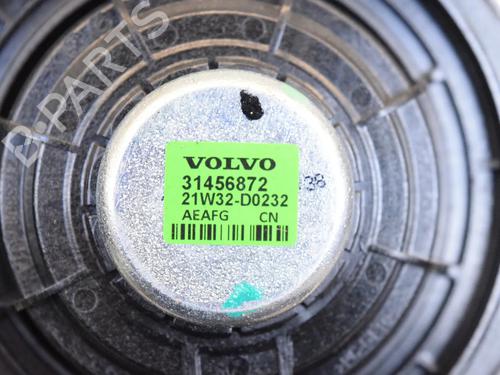 B-PARTS
VOLVO
31456872
21W32-D0232
AEAFG CN